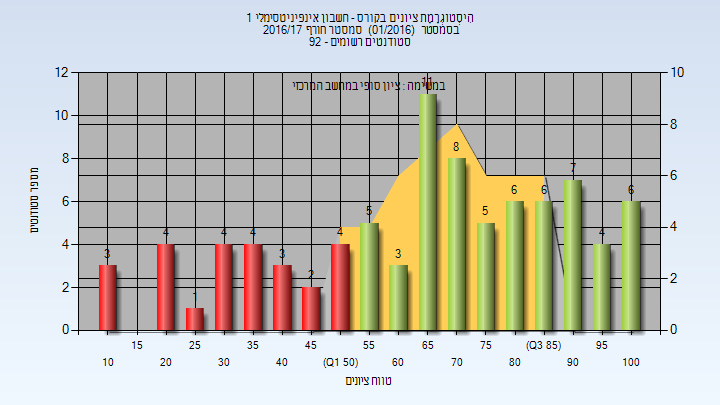 היסטוגרמת ציונים בקורס - חשבון אינפיניטסימלי 1
בסמסטר (01/2016) סמסטר חורף 2016/17
סטודנטים רשומים - 92
במשימה : ציון סופי במחשב המרכזי
12 10 8 6 4 2 0
מספר סטודנטים
10 8 6 4 2 0
3 4 1 4 4 3 2 4 5 3 11 8 5 6 6 7 4 6
15 25 35 45 55 65 75 (Q3 85) 95
10 20 30 40 (Q1 50) 60 70 80 90 100
טווח ציונים